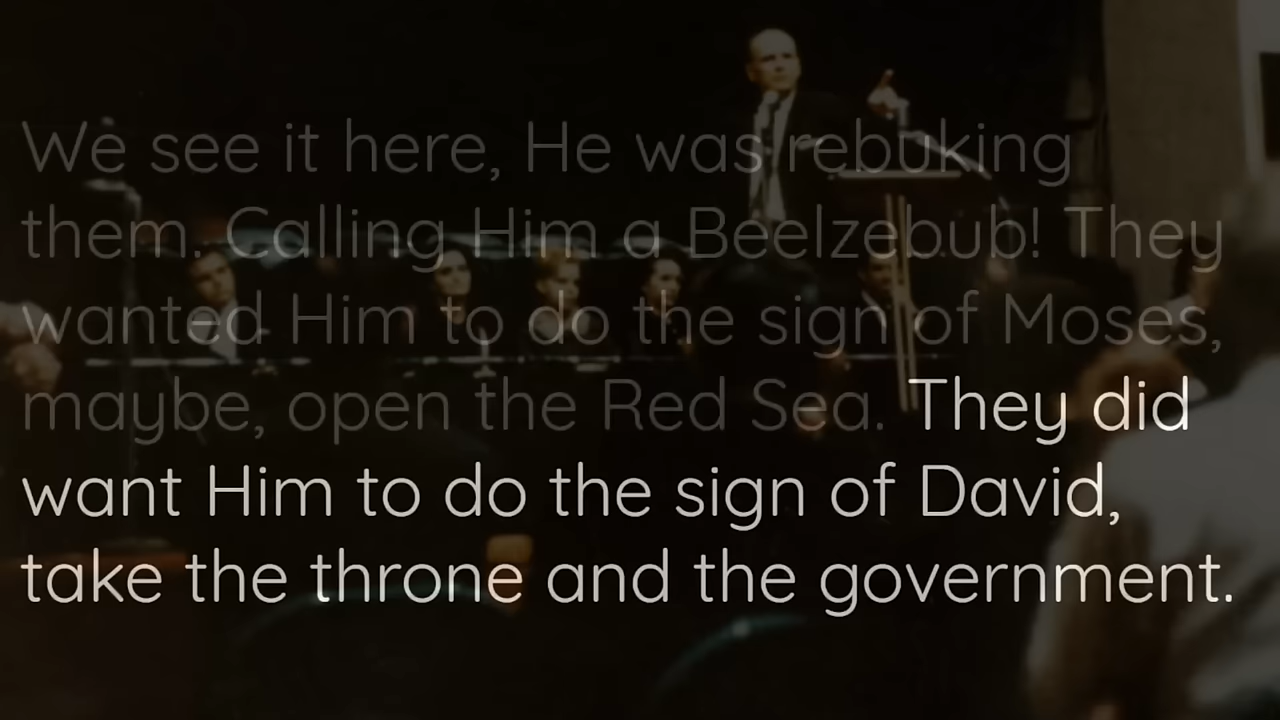 We see it here, He was rebuking
them. Calling Him a Beelzebub! They
wanted Him to do the sign of Moses,
maybe, open the Red Sea. They did
want Him to do the sign of David,
take the throne and the government.